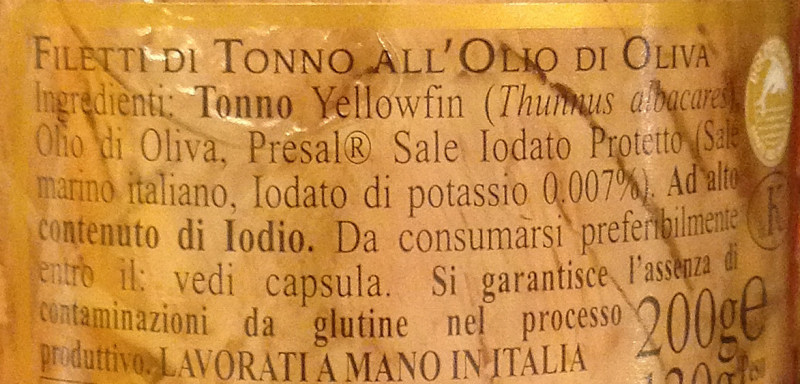 FILETTI DI TONNO ALL'OLIO DI OLIVA
Ingredienti: Tonno Yellowfin (Thunnus albacares),
Olio di Oliva, Presal® Sale Iodato Protetto (Sale
marino italiano, Iodato di potassio 0.007%). Ad alto
contenuto di Iodio. Da consumarsi preferibilmente
entro il: vedi capsula. Si garantisce l'assenza di
contaminazioni da glutine nel processo
produttivo. LAVORATI A MANO IN ITALIA
200g e
130g Peso
K